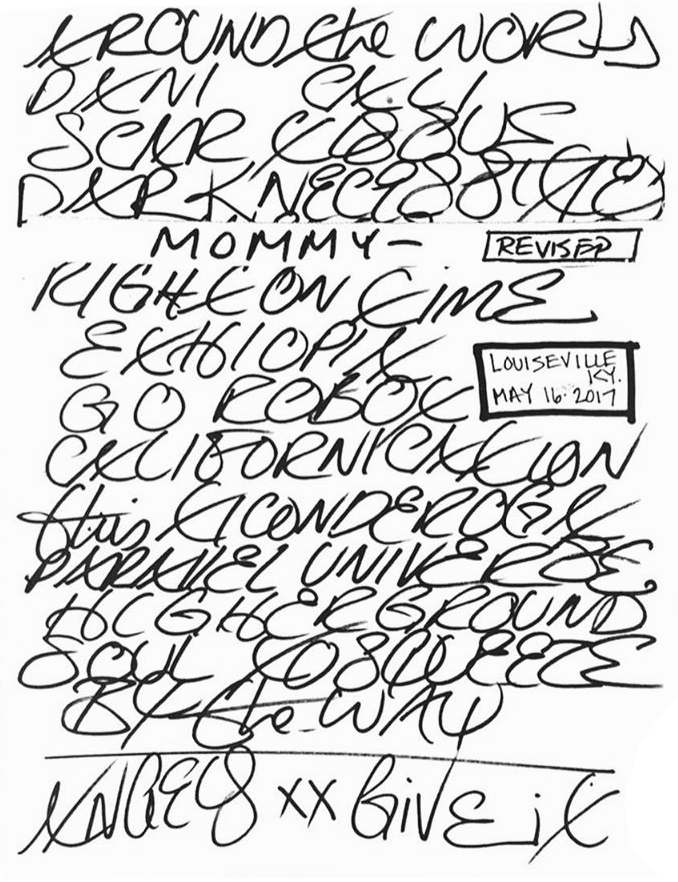 AROUND the WORLD
DANI CALI
SCAR TISSUE
DARK NECESSITIES
MOMMY -
REVISED
RIGHT ON TIME
ETHIOPIA
LOUISEVILLE
KY.
MAY 16·2017
GO ROBOT
CALIFORNICATION
this TICONDEROGA
PARALLEL UNIVERSE
HIGHER GROUND
SOUL TO SQUEEZE
BY the WAY
ANGELS XX GIVE iT